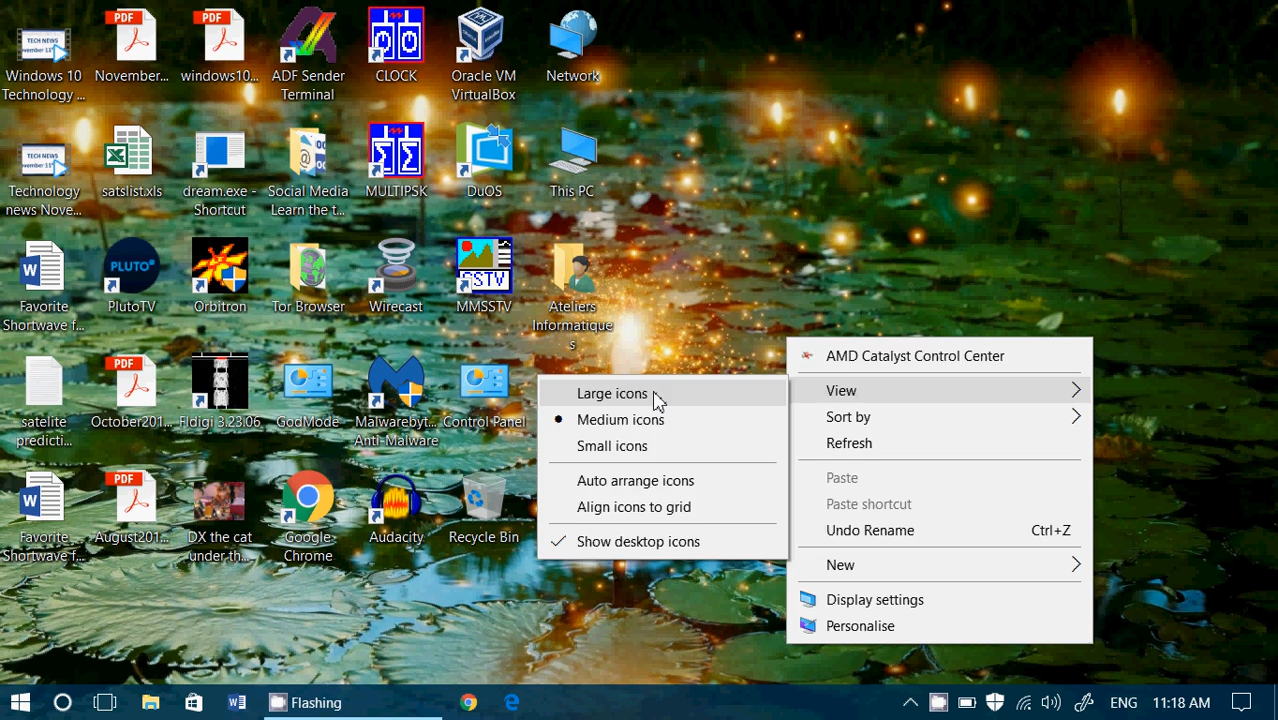 TECH NEWS
Windows 10
Technology ...
PDF
November...
PDF
windows10...
ADF Sender
Terminal
CLOCK
Oracle VM
VirtualBox
Network
TECH NEWS
Technology
news Nove...
satslist.xls
dream.exe -
Shortcut
Social Media
Learn the t...
MULTIPSK
DuOS
This PC
Favorite
Shortwave f...
PLUTO
PlutoTV
Orbitron
Tor Browser
Wirecast
SSTV
MMSSTV
Ateliers
Informatique
s
satelite
predicti...
PDF
October201...
Fldigi 3.23.06
GodMode
Malwarebyt...
Anti-Malware
Control Panel
Favorite
Shortwave f...
PDF
August201...
DX the cat
under th...
Google
Chrome
Audacity
Recycle Bin
Large icons
Medium icons
Small icons
Auto arrange icons
Align icons to grid
Show desktop icons
AMD Catalyst Control Center
View
Sort by
Refresh
Paste
Paste shortcut
Undo Rename Ctrl+Z
New
Display settings
Personalise
Flashing
ENG
11:18 AM